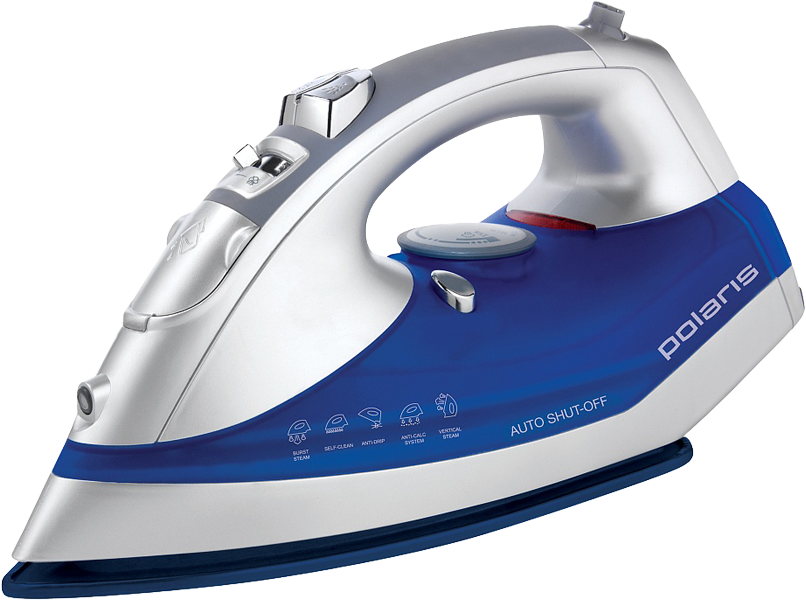 polaris
AUTO SHUT-OFF
BURST
STEAM
SELF-CLEAN
ANTI-DRIP
ANTI-CALC
SYSTEM
VERTICAL
STEAM